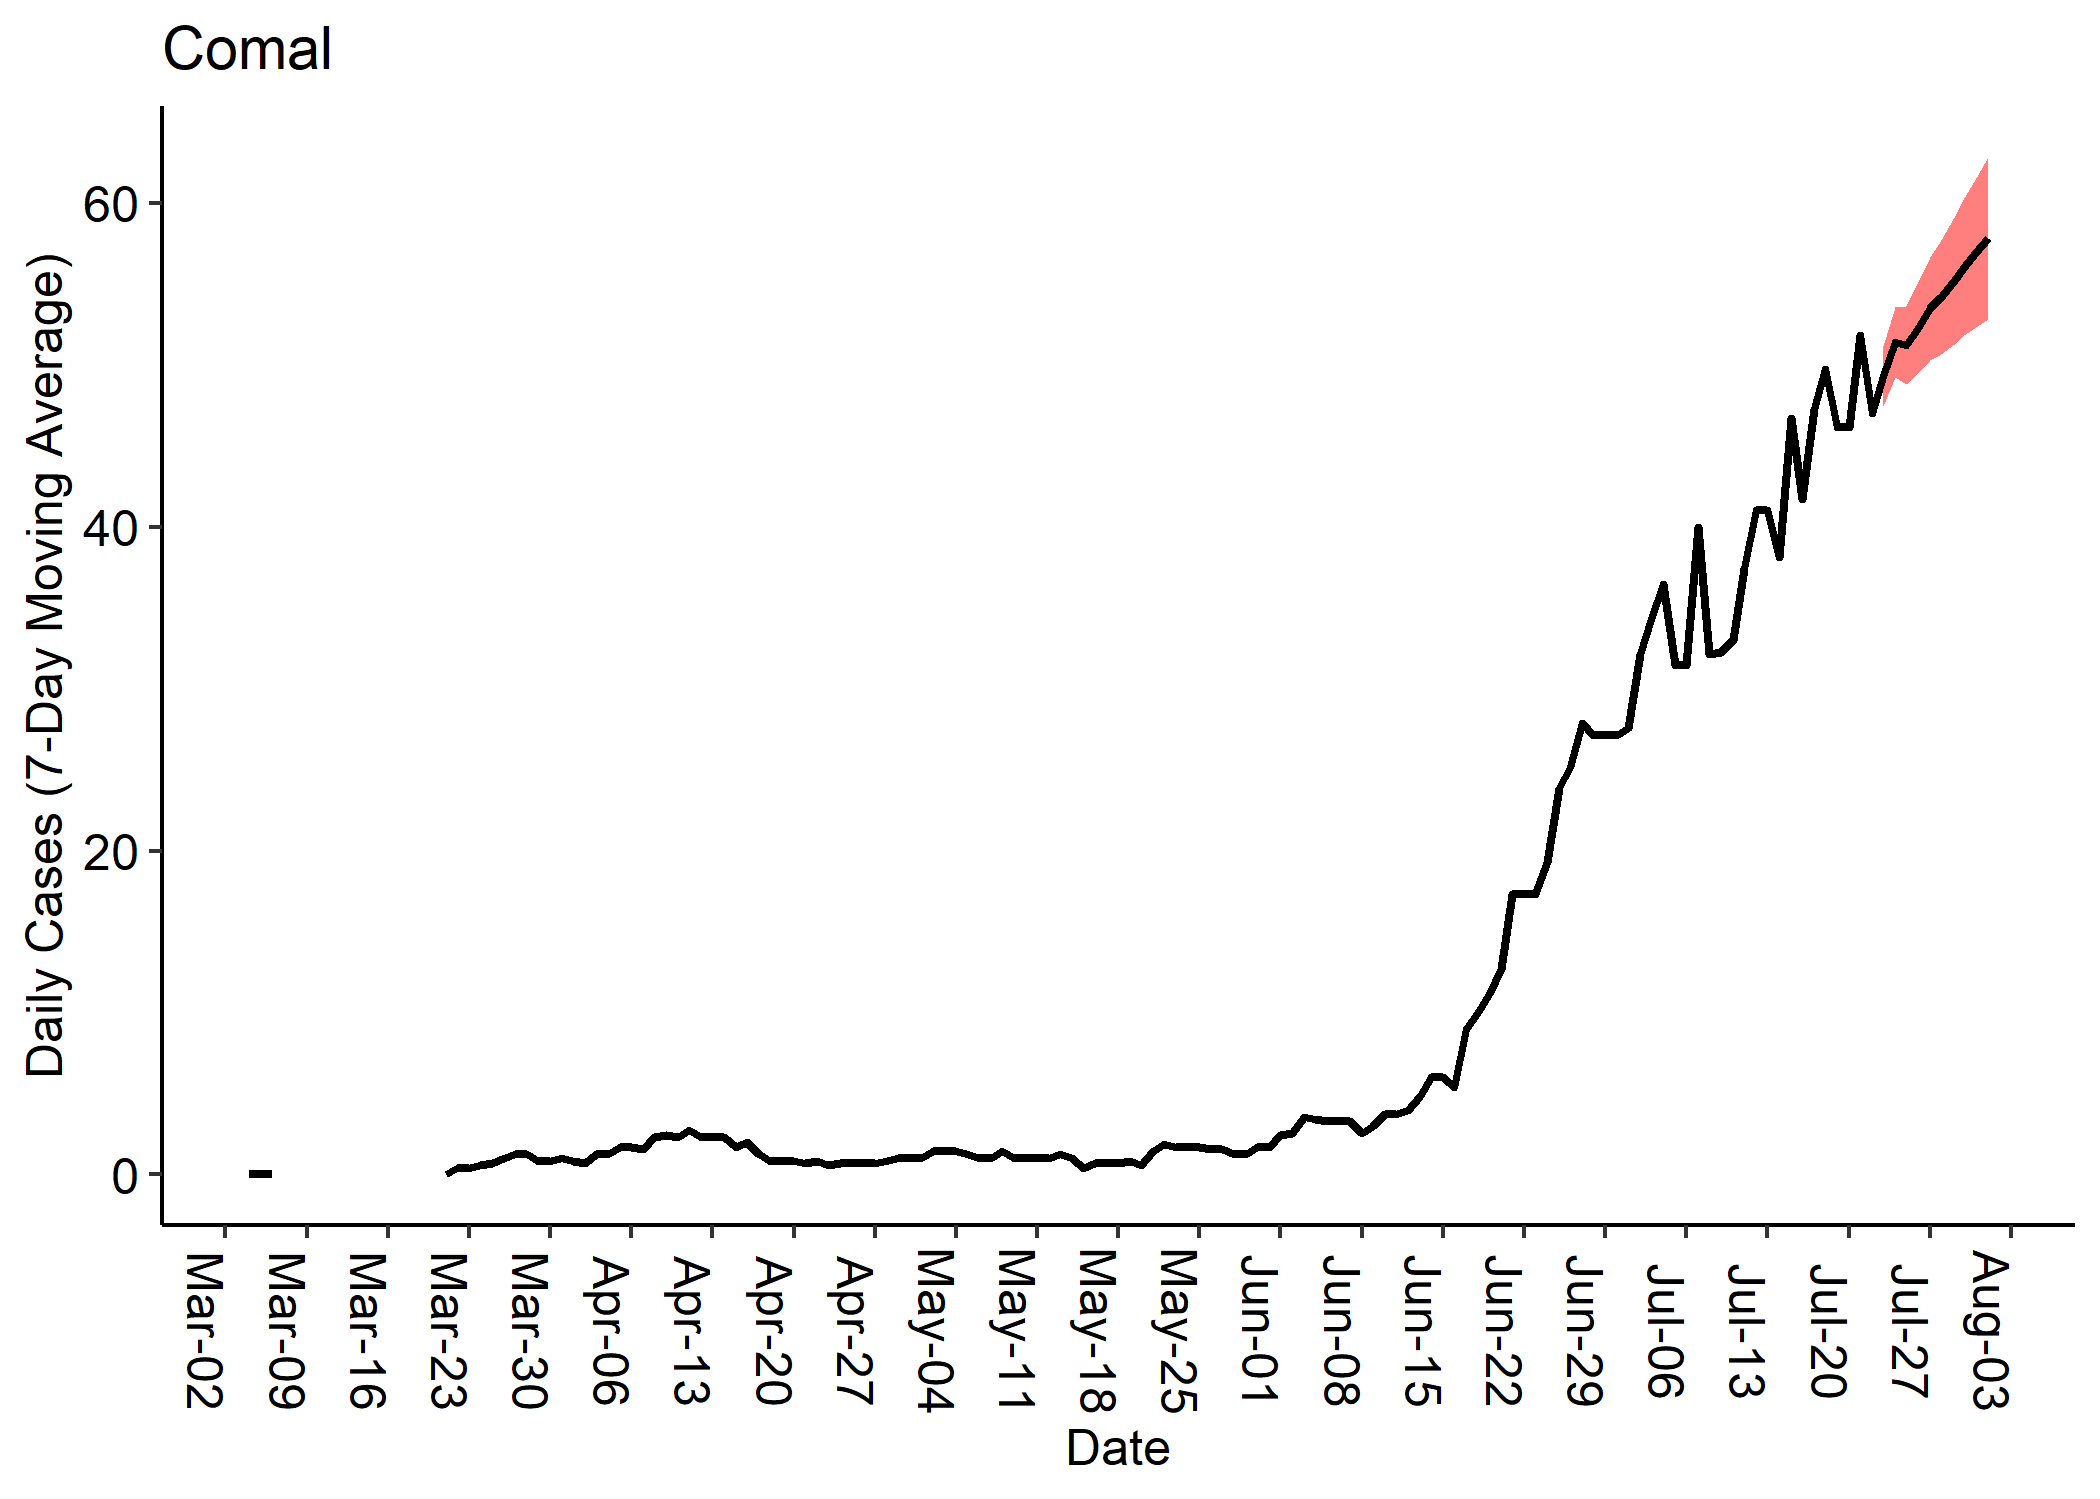 Comal
Daily Cases (7-Day Moving Average)
60
40
20
0
Mar-02
Mar-09
Mar-16
Mar-23
Mar-30
Apr-06
Apr-13
Apr-20
Apr-27
May-04
May-11
May-18
May-25
Jun-01
Jun-08
Jun-15
Jun-22
Jun-29
Jul-06
Jul-13
Jul-20
Jul-27
Aug-03
Date